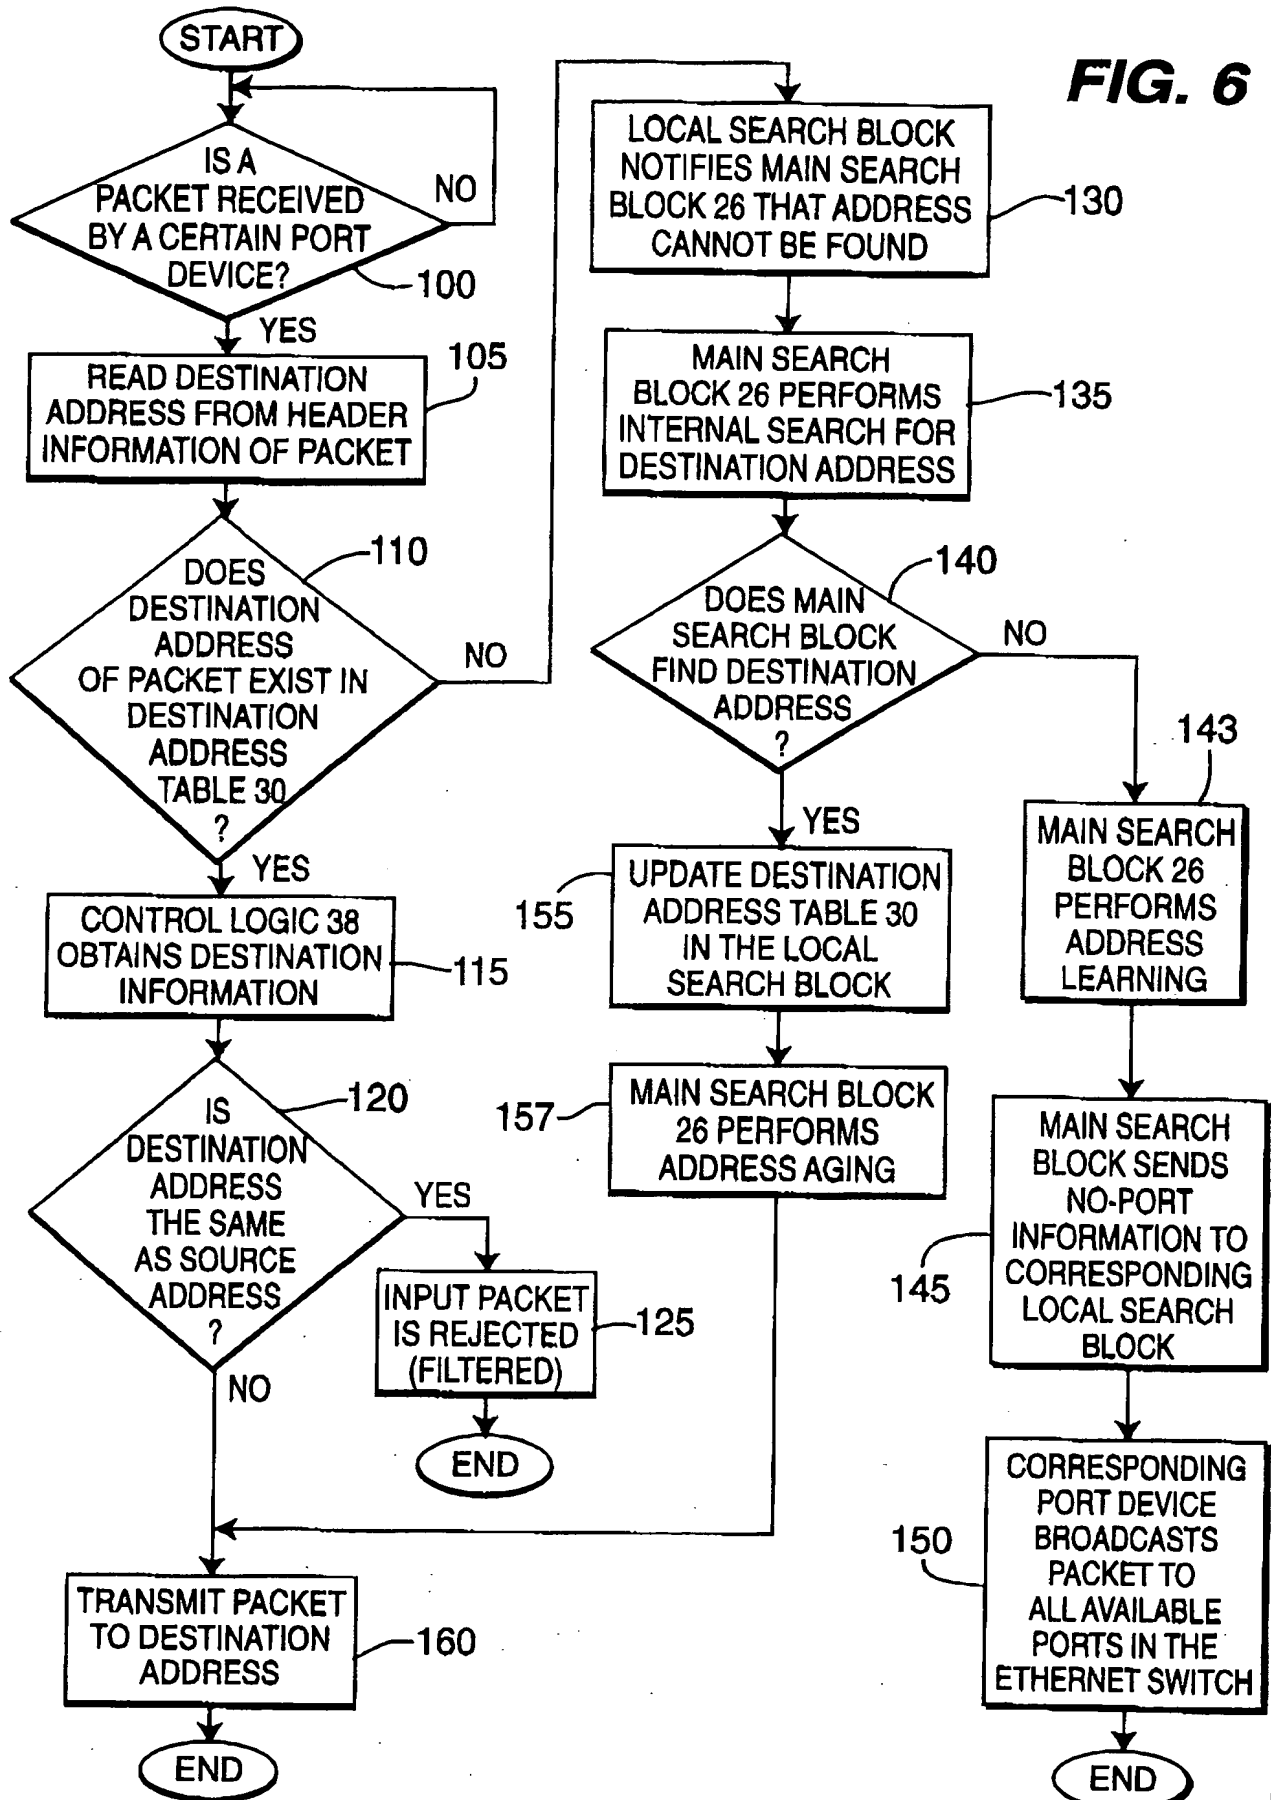 FIG. 6
START
IS A
PACKET RECEIVED
BY A CERTAIN PORT
DEVICE?
NO
100
YES
READ DESTINATION
ADDRESS FROM HEADER
INFORMATION OF PACKET
105
DOES
DESTINATION
ADDRESS
OF PACKET EXIST IN
DESTINATION
ADDRESS
TABLE 30
?
110
NO
YES
CONTROL LOGIC 38
OBTAINS DESTINATION
INFORMATION
115
IS
DESTINATION
ADDRESS
THE SAME
AS SOURCE
ADDRESS
?
120
YES
INPUT PACKET
IS REJECTED
(FILTERED)
125
END
NO
TRANSMIT PACKET
TO DESTINATION
ADDRESS
160
END
LOCAL SEARCH BLOCK
NOTIFIES MAIN SEARCH
BLOCK 26 THAT ADDRESS
CANNOT BE FOUND
130
MAIN SEARCH
BLOCK 26 PERFORMS
INTERNAL SEARCH FOR
DESTINATION ADDRESS
135
DOES MAIN
SEARCH BLOCK
FIND DESTINATION
ADDRESS
?
140
NO
YES
UPDATE DESTINATION
ADDRESS TABLE 30
IN THE LOCAL
SEARCH BLOCK
155
MAIN SEARCH BLOCK
26 PERFORMS
ADDRESS AGING
157
143
MAIN SEARCH
BLOCK 26
PERFORMS
ADDRESS
LEARNING
MAIN SEARCH
BLOCK SENDS
NO-PORT
INFORMATION TO
CORRESPONDING
LOCAL SEARCH
BLOCK
145
CORRESPONDING
PORT DEVICE
BROADCASTS
PACKET TO
ALL AVAILABLE
PORTS IN THE
ETHERNET SWITCH
150
END